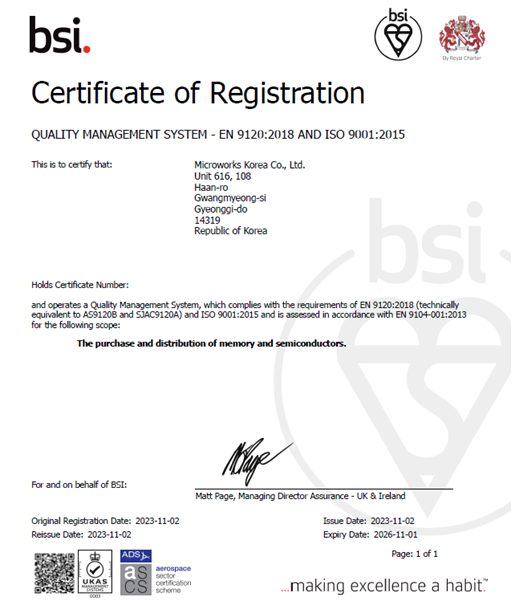 bsi.
bsi
By Royal Charter
Certificate of Registration
QUALITY MANAGEMENT SYSTEM - EN 9120:2018 AND ISO 9001:2015
This is to certify that:
Microworks Korea Co., Ltd.
Unit 616, 108
Haan-ro
Gwangmyeong-si
Gyeonggi-do
14319
Republic of Korea
bsi
Holds Certificate Number:
and operates a Quality Management System, which complies with the requirements of EN 9120:2018 (technically
equivalent to AS9120B and SJAC9120A) and ISO 9001:2015 and is assessed in accordance with EN 9104-001:2013
for the following scope:
The purchase and distribution of memory and semiconductors.
For and on behalf of BSI:
Matt Page, Managing Director Assurance - UK & Ireland
Original Registration Date: 2023-11-02
Issue Date: 2023-11-02
Reissue Date: 2023-11-02
Expiry Date: 2026-11-01
Page: 1 of 1
UKAS
MANAGEMENT
SYSTEMS
0003
ADS
as
cs
aerospace
sector
certification
scheme
...making excellence a habit.™